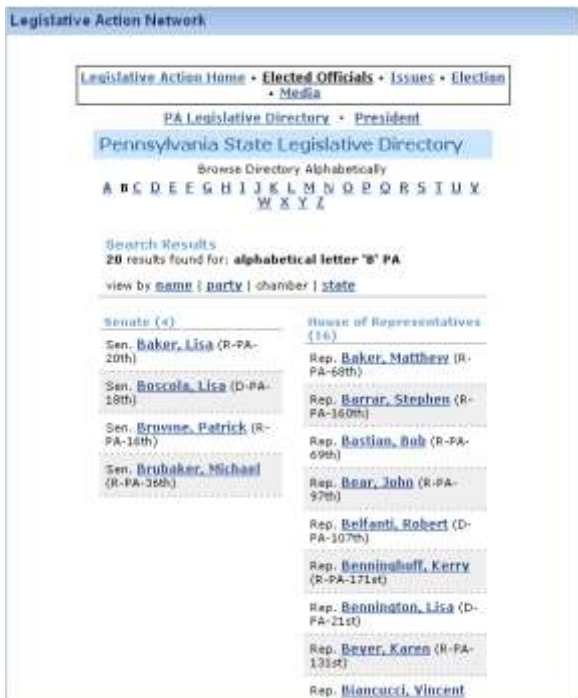 Legislative Action Network
Legislative Action Home • Elected Officials • Issues • Election
• Media
PA Legislative Directory • President
Pennsylvania State Legislative Directory
Browse Directory Alphabetically
A B C D E F G H I J K L M N O P Q R S T U V
W X Y Z
Search Results
20 results found for: alphabetical letter 'B' PA
view by name | party | chamber | state
Senate (4)
Sen. Baker, Lisa (R-PA-
20th)
Sen. Boscola, Lisa (D-PA-
18th)
Sen. Browne, Patrick (R-
PA-16th)
Sen. Brubaker, Michael
(R-PA-36th)
House of Representatives
(16)
Rep. Baker, Matthew (R-
PA-68th)
Rep. Barrar, Stephen (R-
PA-160th)
Rep. Bastian, Bob (R-PA-
69th)
Rep. Bear, John (R-PA-
97th)
Rep. Belfanti, Robert (D-
PA-107th)
Rep. Benninghoff, Kerry
(R-PA-171st)
Rep. Bennington, Lisa (D-
PA-21st)
Rep. Beyer, Karen (R-PA-
131st)
Rep. Biancucci, Vincent